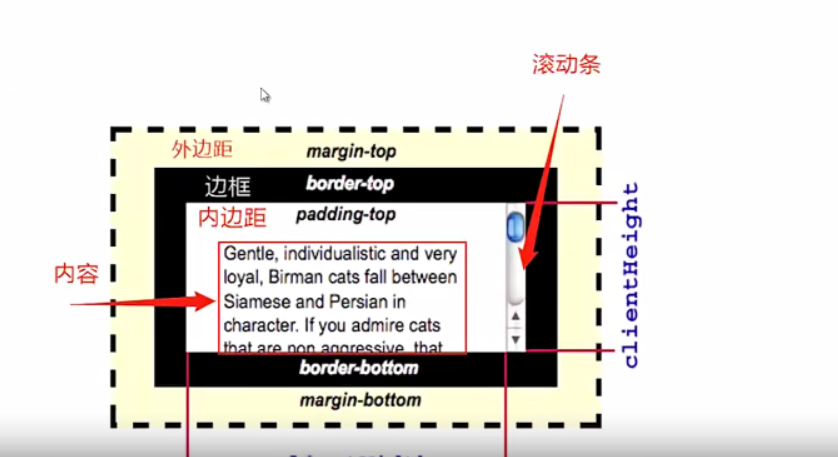 滚动条
外边距
margin-top
边框
border-top
内边距
padding-top
内容
Gentle, individualistic and very
loyal, Birman cats fall between
Siamese and Persian in
character. If you admire cats
that are non aggressive, that
clientHeight
border-bottom
margin-bottom